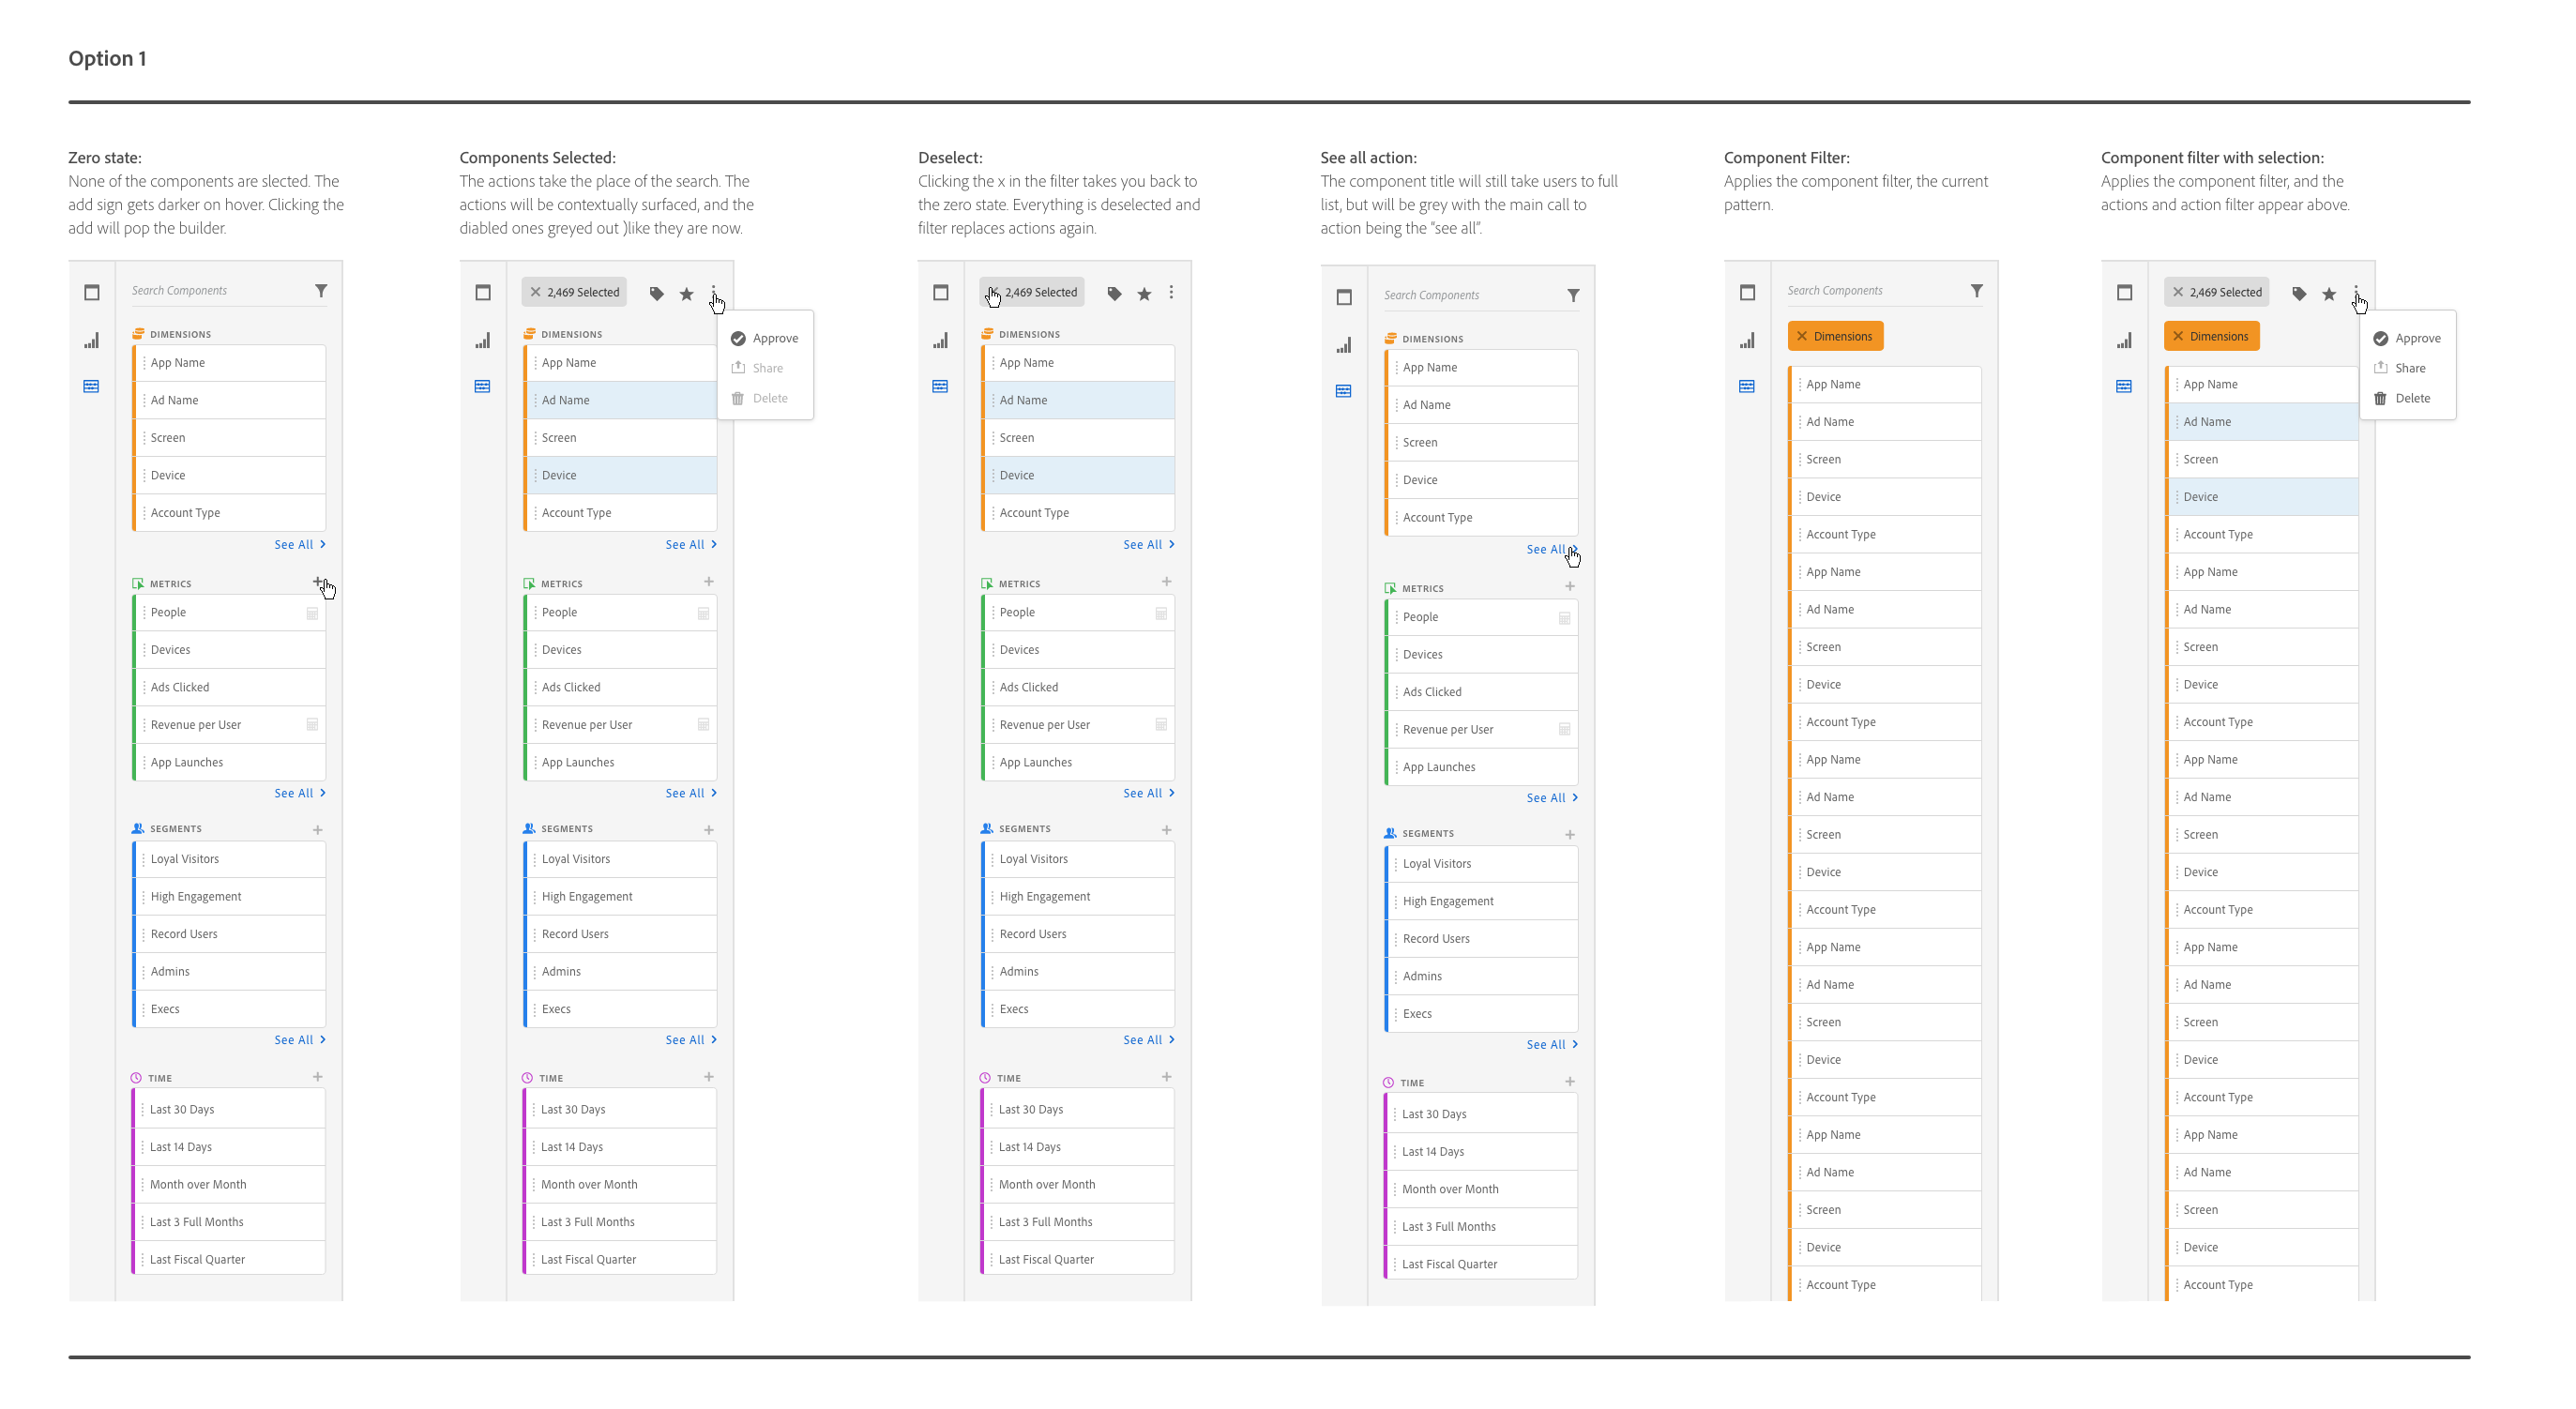 Option 1
Zero state:
None of the components are slected. The
add sign gets darker on hover. Clicking the
add will pop the builder.
Search Components
DIMENSIONS
App Name
Ad Name
Screen
Device
Account Type
See All
METRICS
People
Devices
Ads Clicked
Revenue per User
App Launches
See All
SEGMENTS
Loyal Visitors
High Engagement
Record Users
Admins
Execs
See All
TIME
Last 30 Days
Last 14 Days
Month over Month
Last 3 Full Months
Last Fiscal Quarter
Components Selected:
The actions take the place of the search. The
actions will be contextually surfaced, and the
diabled ones greyed out )like they are now.
2,469 Selected
Approve
Share
Delete
DIMENSIONS
App Name
Ad Name
Screen
Device
Account Type
See All
METRICS
People
Devices
Ads Clicked
Revenue per User
App Launches
See All
SEGMENTS
Loyal Visitors
High Engagement
Record Users
Admins
Execs
See All
TIME
Last 30 Days
Last 14 Days
Month over Month
Last 3 Full Months
Last Fiscal Quarter
Deselect:
Clicking the x in the filter takes you back to
the zero state. Everything is deselected and
filter replaces actions again.
2,469 Selected
DIMENSIONS
App Name
Ad Name
Screen
Device
Account Type
See All
METRICS
People
Devices
Ads Clicked
Revenue per User
App Launches
See All
SEGMENTS
Loyal Visitors
High Engagement
Record Users
Admins
Execs
See All
TIME
Last 30 Days
Last 14 Days
Month over Month
Last 3 Full Months
Last Fiscal Quarter
See all action:
The component title will still take users to full
list, but will be grey with the main call to
action being the "see all".
Search Components
DIMENSIONS
App Name
Ad Name
Screen
Device
Account Type
See All
METRICS
People
Devices
Ads Clicked
Revenue per User
App Launches
See All
SEGMENTS
Loyal Visitors
High Engagement
Record Users
Admins
Execs
See All
TIME
Last 30 Days
Last 14 Days
Month over Month
Last 3 Full Months
Last Fiscal Quarter
Component Filter:
Applies the component filter, the current
pattern.
Search Components
Dimensions
App Name
Ad Name
Screen
Device
Account Type
App Name
Ad Name
Screen
Device
Account Type
App Name
Ad Name
Screen
Device
Account Type
App Name
Ad Name
Screen
Device
Account Type
App Name
Ad Name
Screen
Device
Account Type
Component filter with selection:
Applies the component filter, and the
actions and action filter appear above.
2,469 Selected
Dimensions
Approve
Share
Delete
App Name
Ad Name
Screen
Device
Account Type
App Name
Ad Name
Screen
Device
Account Type
App Name
Ad Name
Screen
Device
Account Type
App Name
Ad Name
Screen
Device
Account Type
App Name
Ad Name
Screen
Device
Account Type